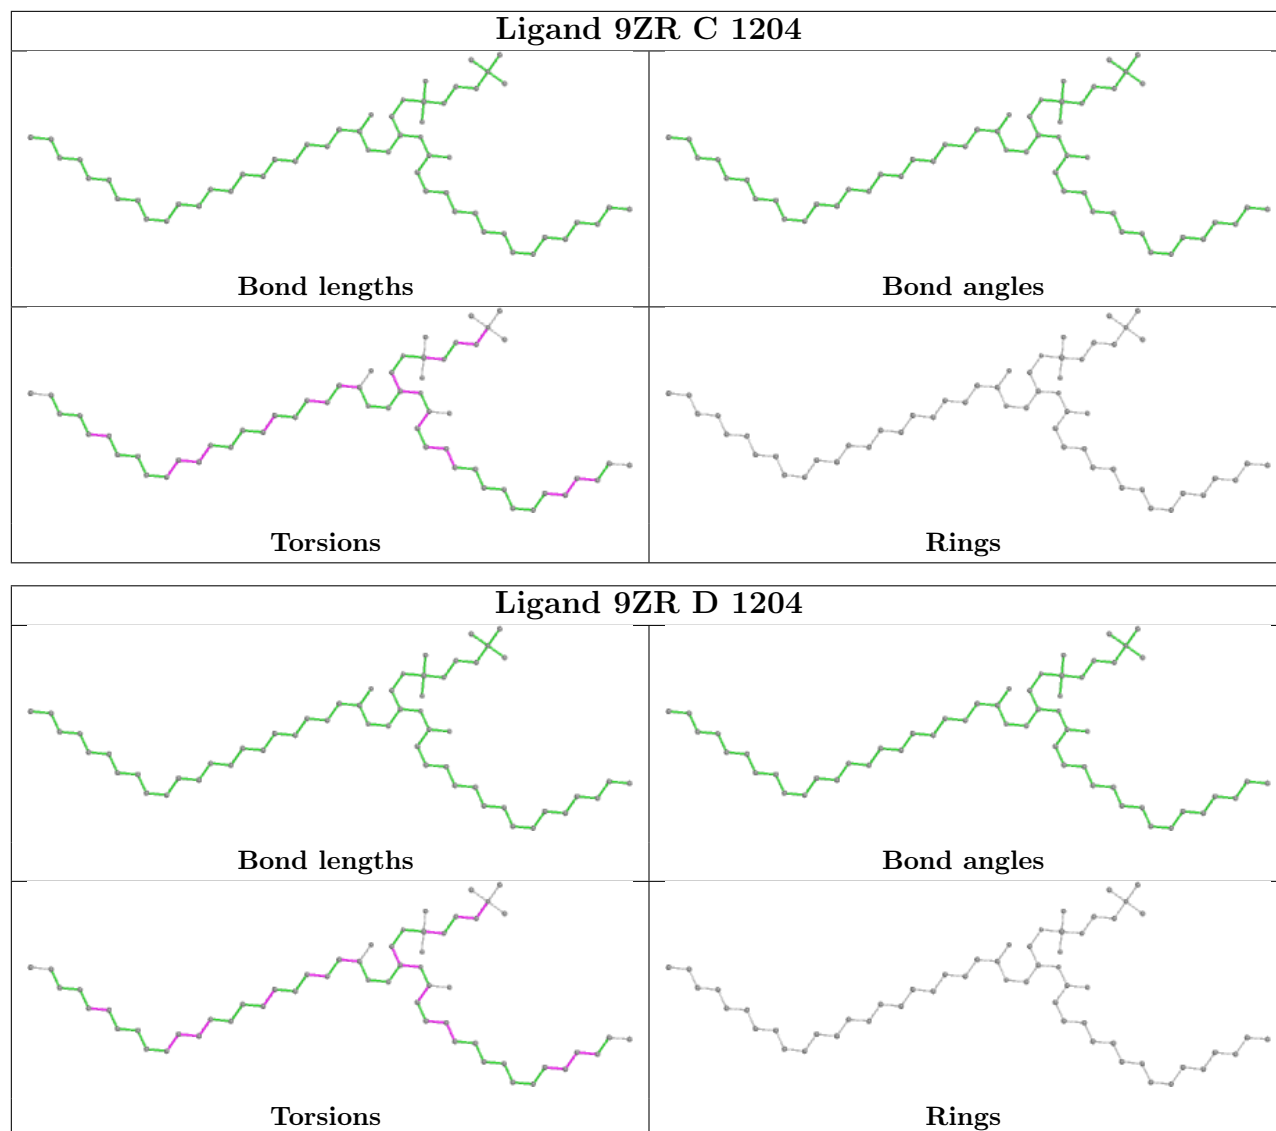 Ligand 9ZR C 1204
Bond lengths
Bond angles
Torsions
Rings
Ligand 9ZR D 1204
Bond lengths
Bond angles
Torsions
Rings